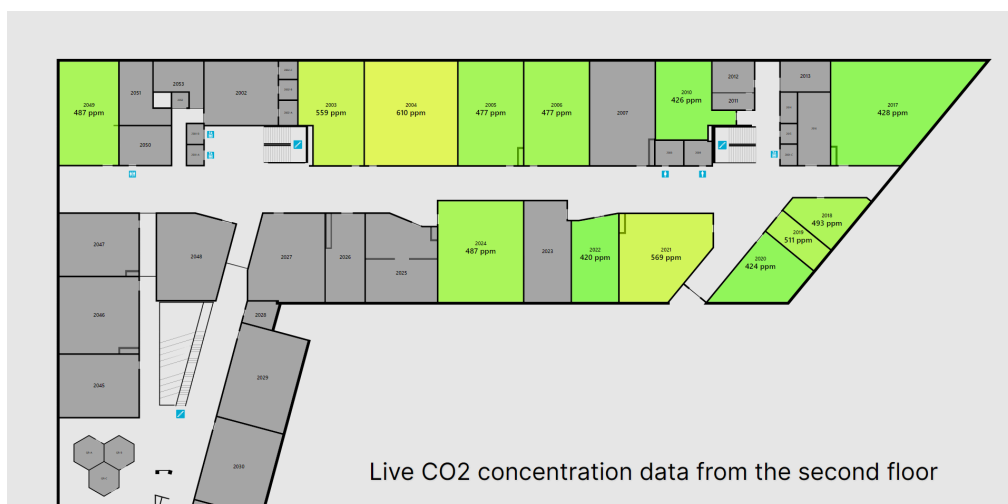 2049
487 ppm
2051
2053
2002
2003
559 ppm
2004
610 ppm
2005
477 ppm
2006
477 ppm
2007
2010
426 ppm
2012
2011
2013
2017
428 ppm
2050
2047
2048
2027
2026
2025
2024
487 ppm
2023
2022
420 ppm
2021
569 ppm
2018
493 ppm
2019
511 ppm
2020
424 ppm
2046
2028
2045
2029
2030
Live CO2 concentration data from the second floor